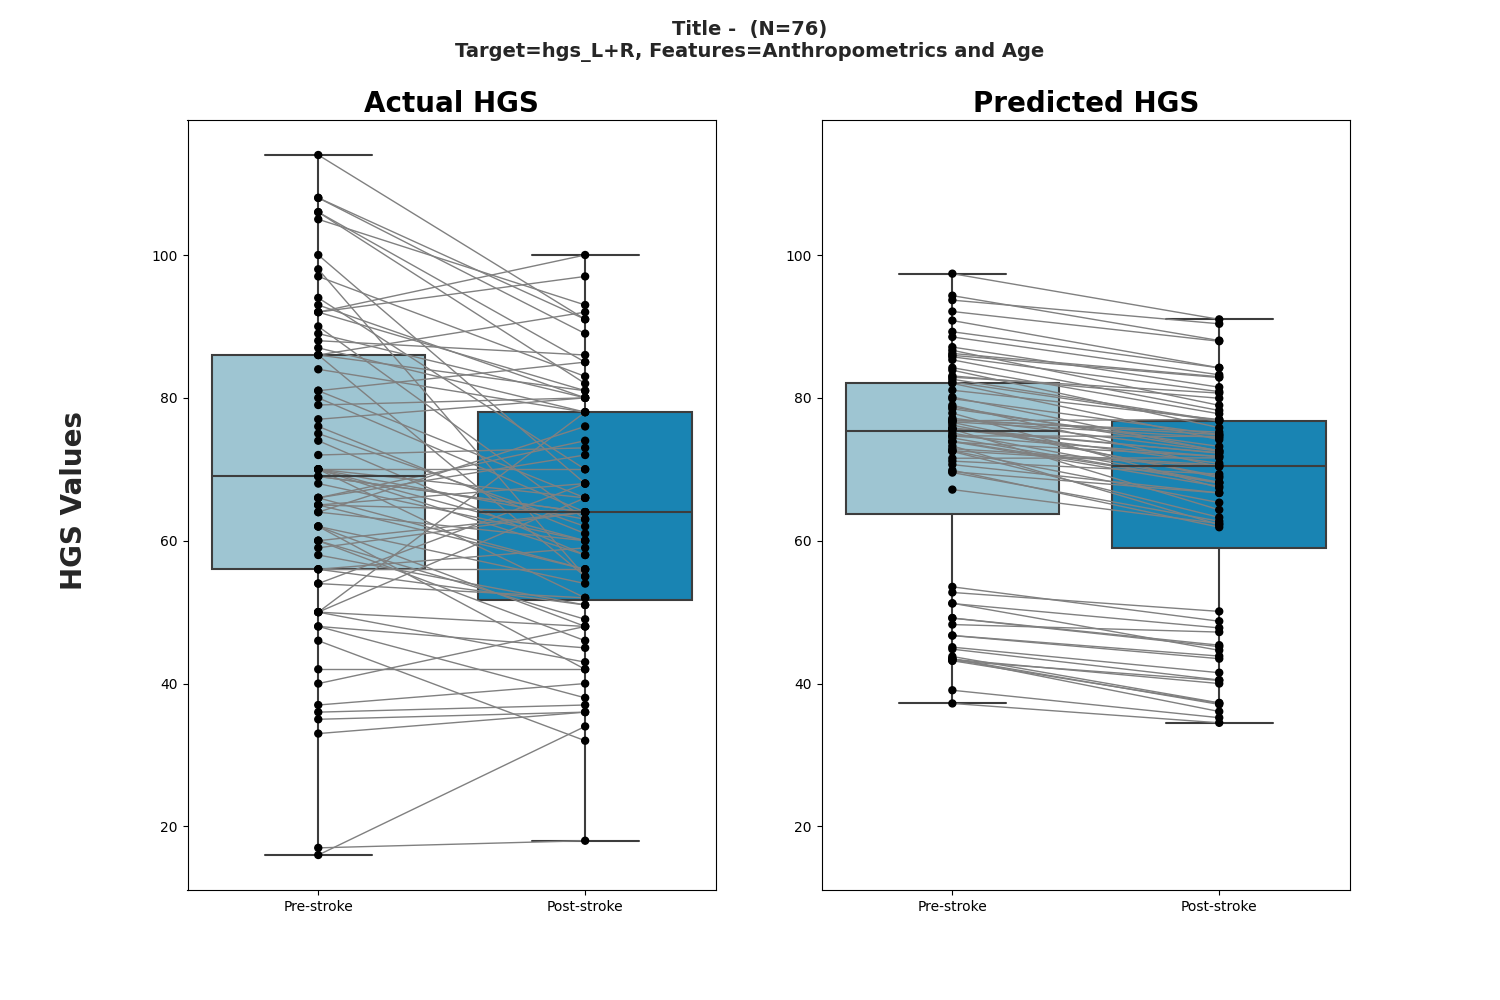 Title -  (N=76)
Target=hgs_L+R, Features=Anthropometrics and Age
Actual HGS
Predicted HGS
HGS Values
100
80
60
40
20
Pre-stroke
Post-stroke
100
80
60
40
20
Pre-stroke
Post-stroke